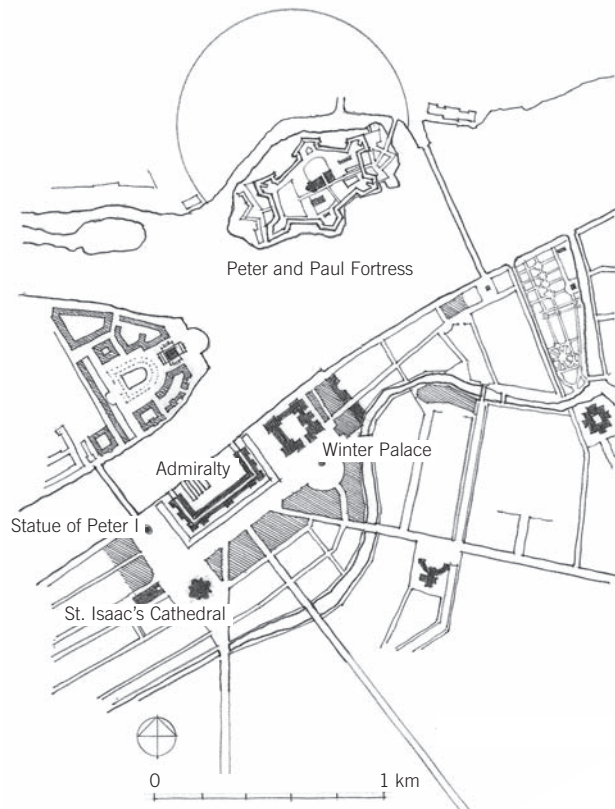 Peter and Paul Fortress
Winter Palace
Admiralty
Statue of Peter I
St. Isaac's Cathedral
0
1 km